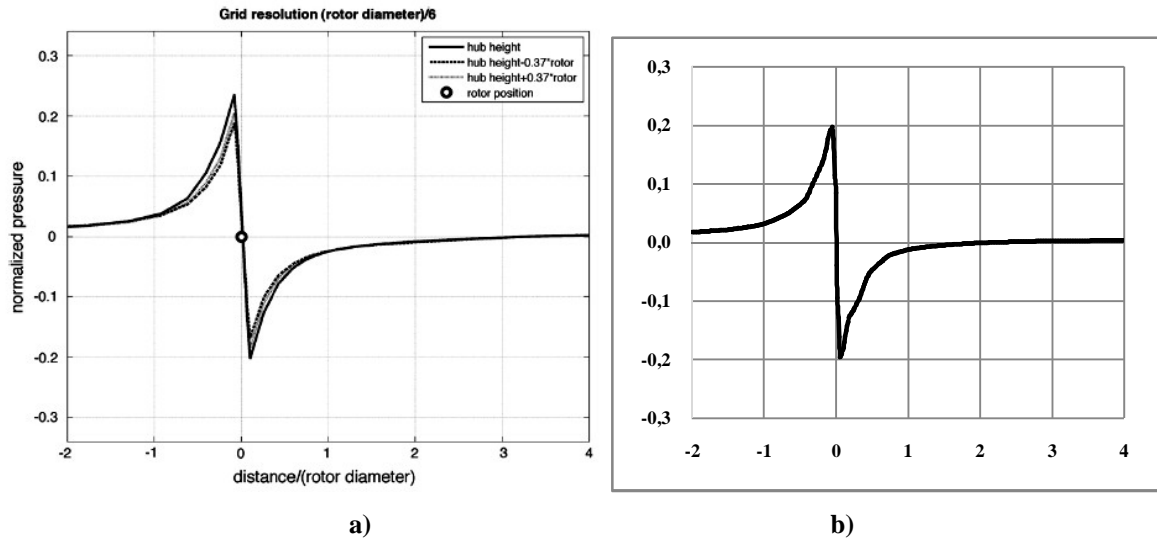 Grid resolution (rotor diameter)/6
hub height
hub height-0.37*rotor
hub height+0.37*rotor
rotor position
0.3
0.2
0.1
0
-0.1
-0.2
-0.3
normalized pressure
-2 -1 0 1 2 3 4
distance/(rotor diameter)
a)
0,3
0,2
0,1
0,0
-0,1
-0,2
-0,3
-2 -1 0 1 2 3 4
b)